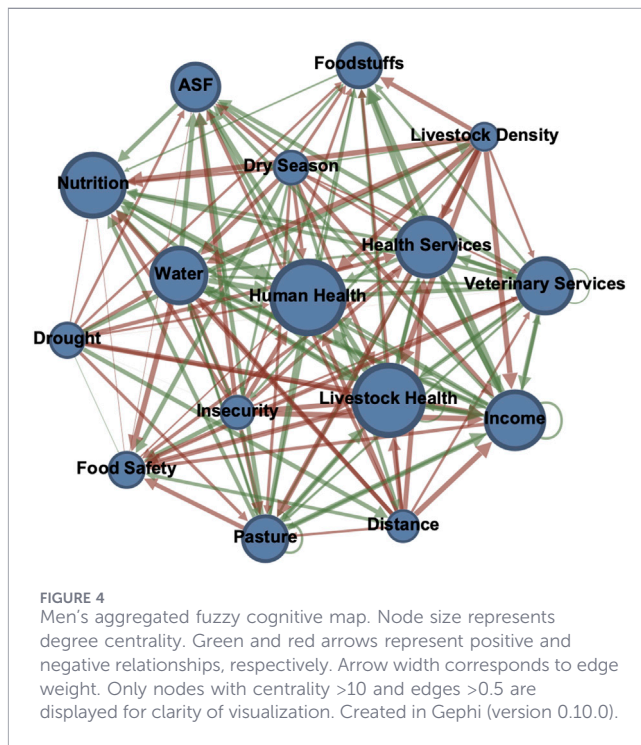 Foodstuffs
ASF
Livestock Density
Dry Season
Nutrition
Health Services
Water
Veterinary Services
Human Health
Drought
Livestock Health
Insecurity
Income
Food Safety
Distance
Pasture
FIGURE 4
Men's aggregated fuzzy cognitive map. Node size represents
degree centrality. Green and red arrows represent positive and
negative relationships, respectively. Arrow width corresponds to edge
weight. Only nodes with centrality >10 and edges >0.5 are
displayed for clarity of visualization. Created in Gephi (version 0.10.0).